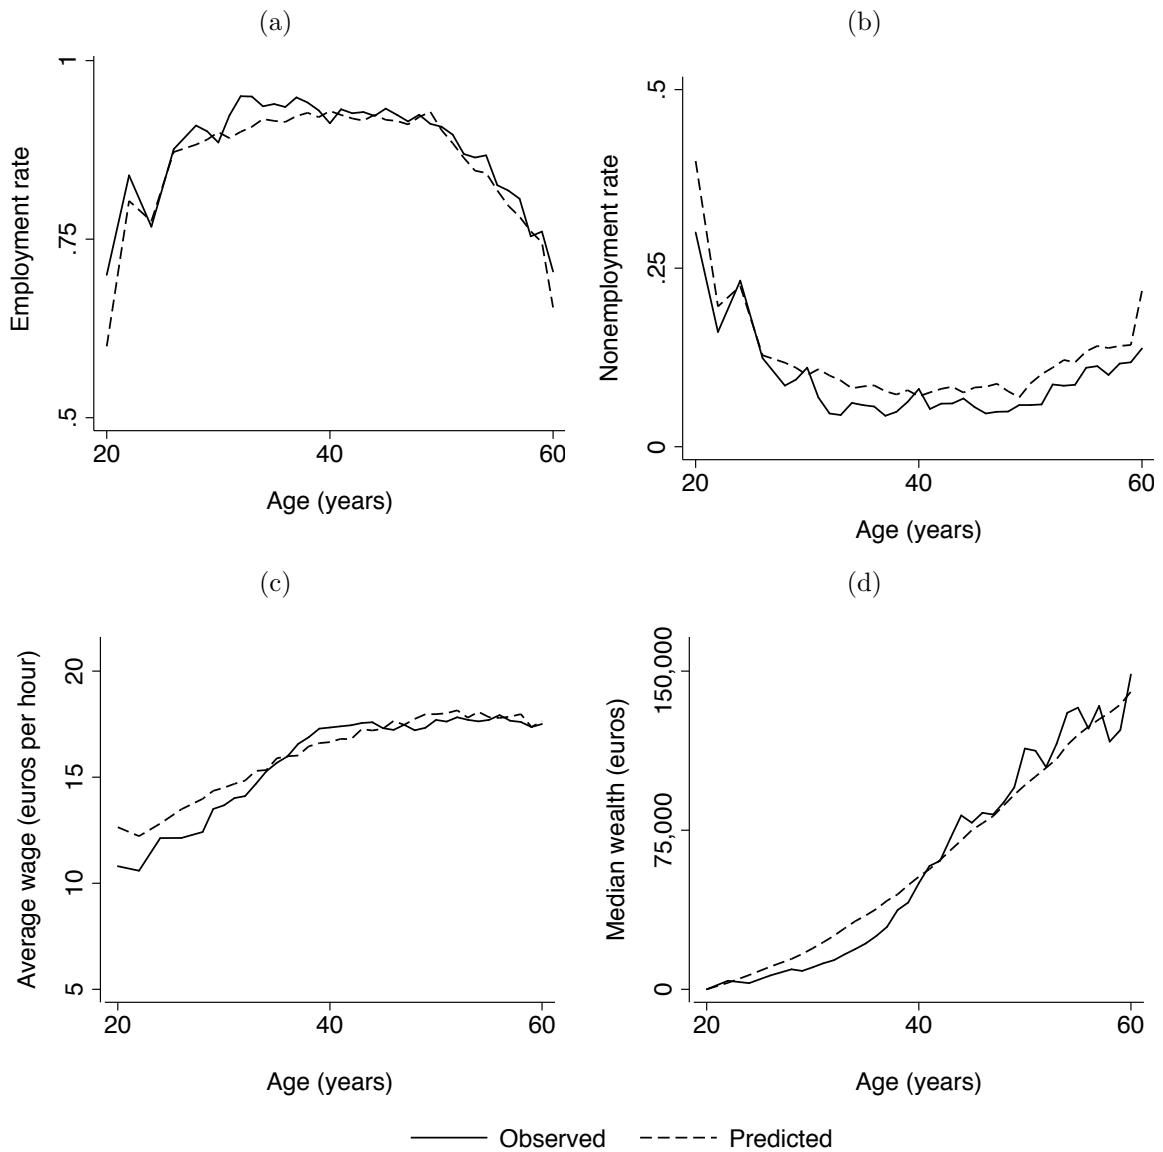 (a)
Employment rate
1
.75
.5
20 40 60
Age (years)
(b)
Nonemployment rate
.5
.25
0
20 40 60
Age (years)
(c)
Average wage (euros per hour)
20
15
10
5
20 40 60
Age (years)
(d)
Median wealth (euros)
150,000
75,000
0
20 40 60
Age (years)
Observed Predicted